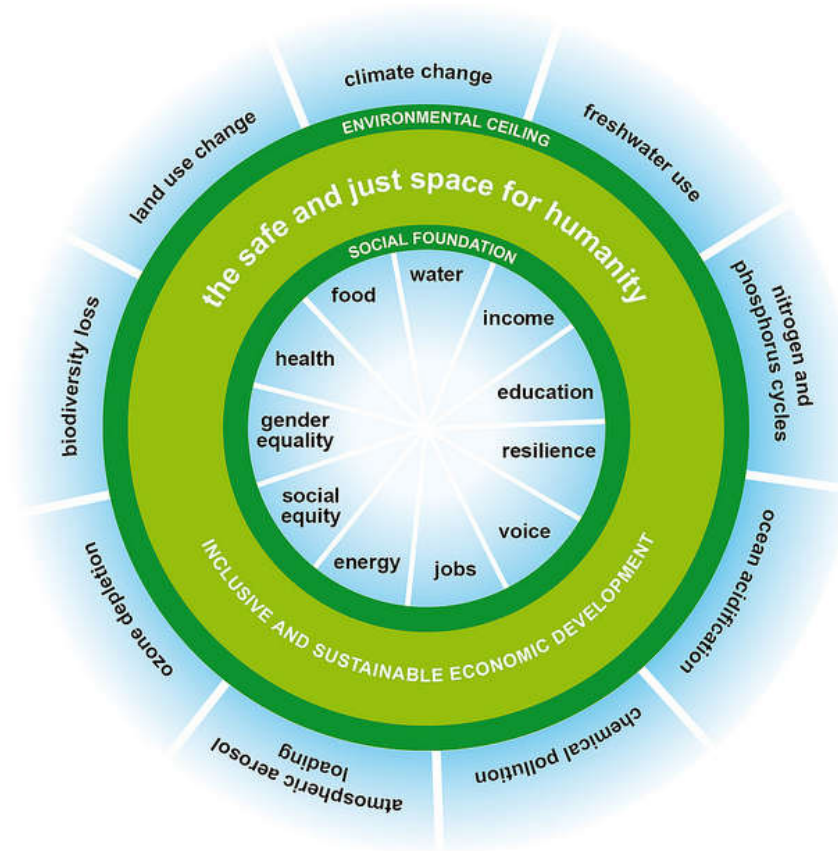 climate change
freshwater use
nitrogen and
phosphorus cycles
ocean acidification
chemical pollution
atmospheric aerosol
loading
ozone depletion
biodiversity loss
land use change
ENVIRONMENTAL CEILING
the safe and just space for humanity
SOCIAL FOUNDATION
water
income
education
resilience
voice
jobs
energy
social
equity
gender
equality
health
food
INCLUSIVE AND SUSTAINABLE ECONOMIC DEVELOPMENT